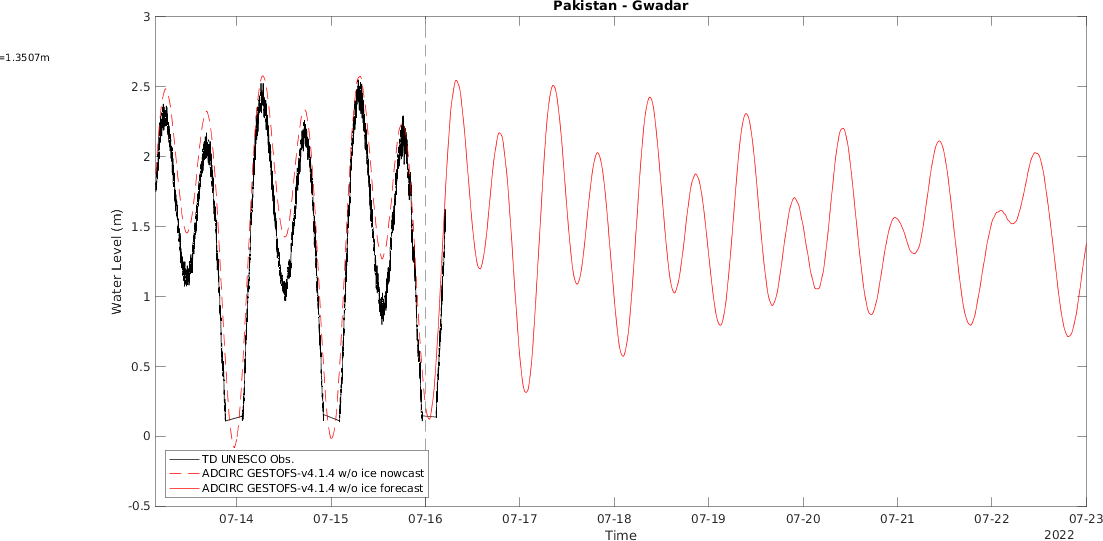 Pakistan - Gwadar
=1.3507m
3
2.5
2
1.5
1
0.5
0
-0.5
Water Level (m)
TD UNESCO Obs.
ADCIRC GESTOFS-v4.1.4 w/o ice nowcast
ADCIRC GESTOFS-v4.1.4 w/o ice forecast
07-14 07-15 07-16 07-17 07-18 07-19 07-20 07-21 07-22 07-23
Time
2022